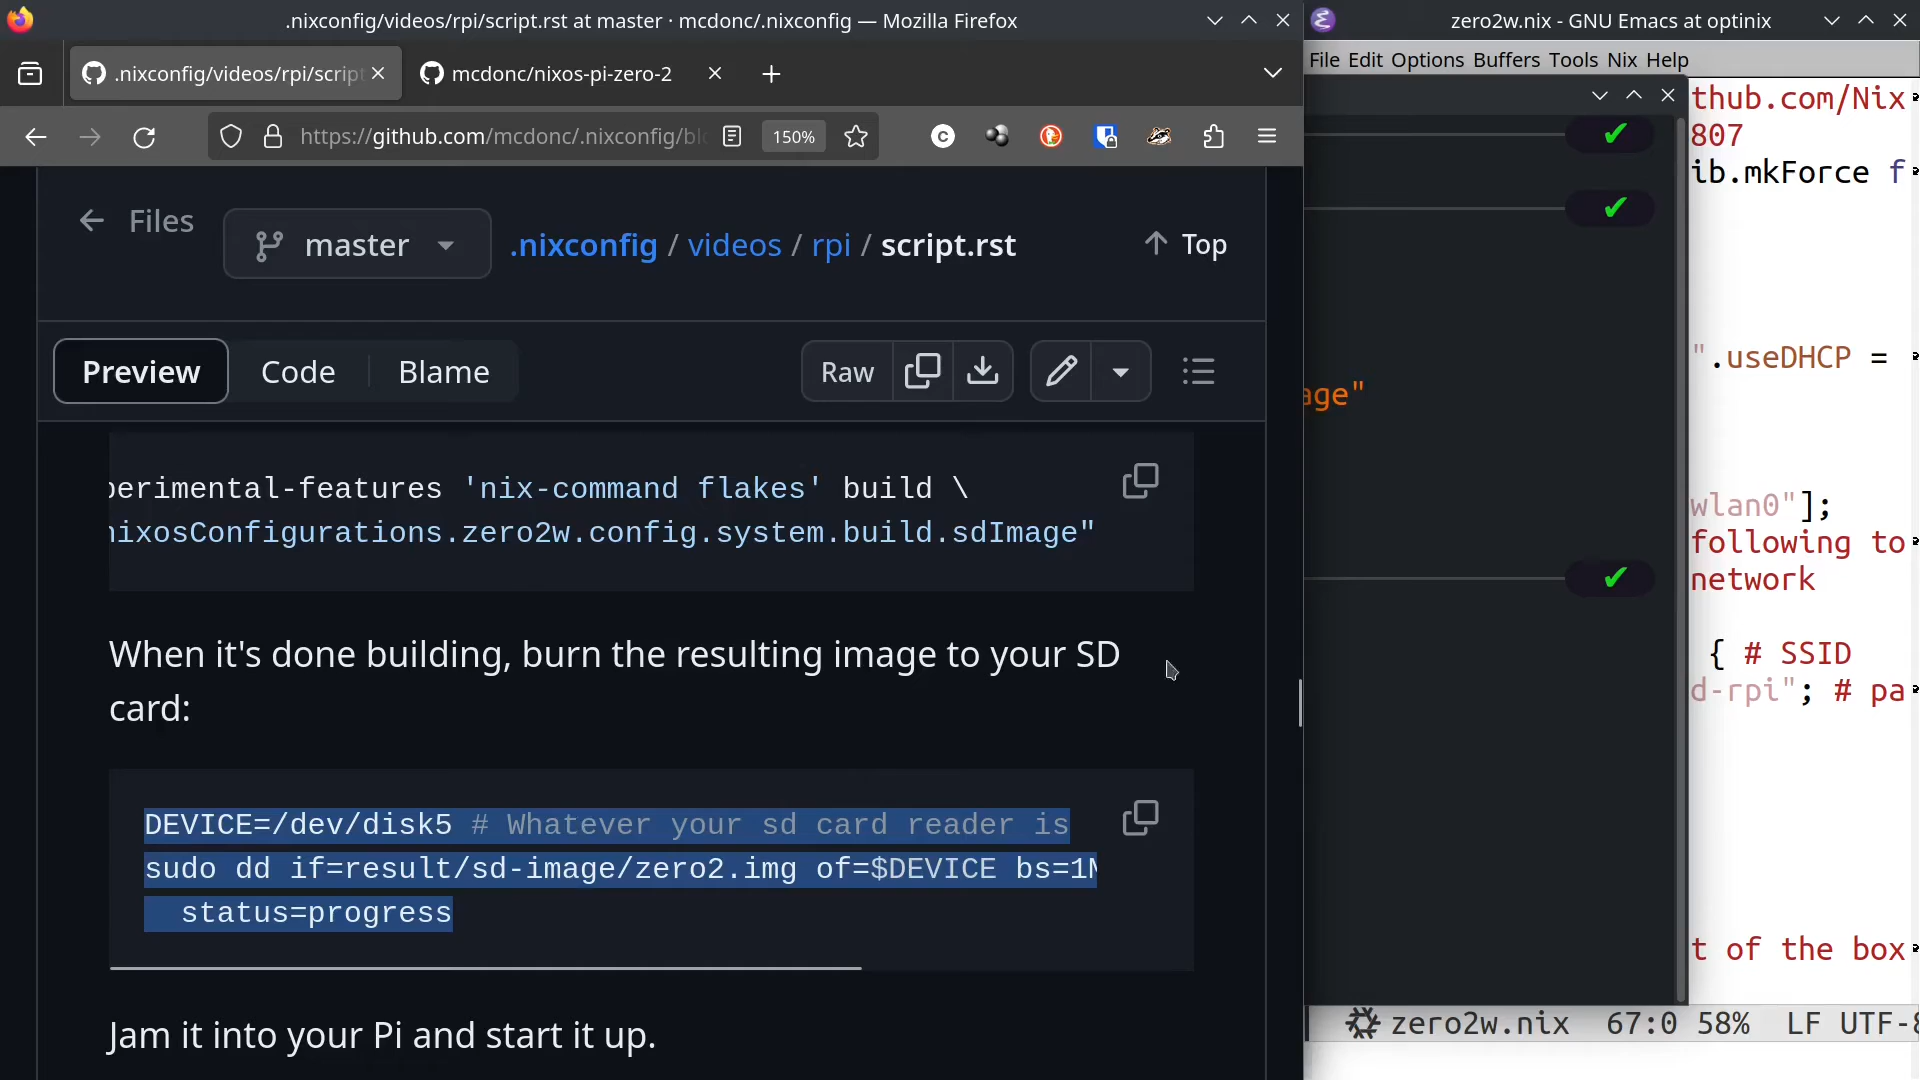 .nixconfig/videos/rpi/script.rst at master · mcdonc/.nixconfig — Mozilla Firefox
zero2w.nix - GNU Emacs at optinix
.nixconfig/videos/rpi/script
mcdonc/nixos-pi-zero-2
File Edit Options Buffers Tools Nix Help
https://github.com/mcdonc/.nixconfig/bl
150%
thub.com/Nix
807
ib.mkForce f
Files
master
.nixconfig / videos / rpi / script.rst
Top
Preview
Code
Blame
Raw
".useDHCP =
age"
perimental-features 'nix-command flakes' build \
nixosConfigurations.zero2w.config.system.build.sdImage"
wlan0"];
following to
network
When it's done building, burn the resulting image to your SD
card:
{ # SSID
d-rpi"; # pa
DEVICE=/dev/disk5 # Whatever your sd card reader is
sudo dd if=result/sd-image/zero2.img of=$DEVICE bs=1M
status=progress
t of the box
Jam it into your Pi and start it up.
zero2w.nix 67:0 58% LF UTF-8